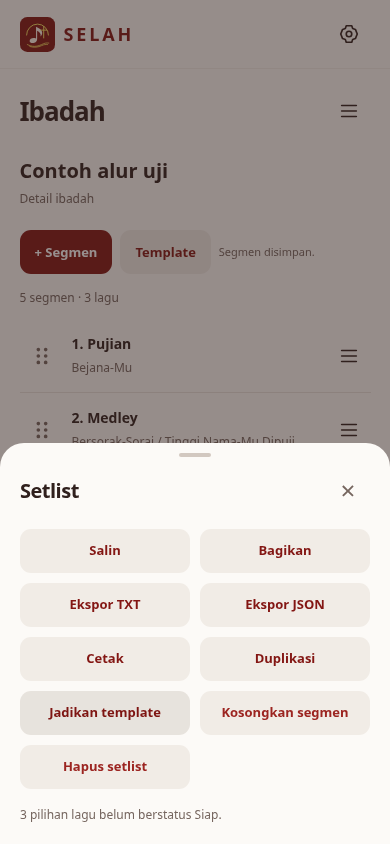 SELAH
Ibadah
Contoh alur uji
Detail ibadah
+ Segmen
Template
Segmen disimpan.
5 segmen · 3 lagu
1. Pujian
Bejana-Mu
2. Medley
Bersorak-Sorai / Tinggi Nama-Mu Dipuji
Setlist
Salin
Bagikan
Ekspor TXT
Ekspor JSON
Cetak
Duplikasi
Jadikan template
Kosongkan segmen
Hapus setlist
3 pilihan lagu belum berstatus Siap.